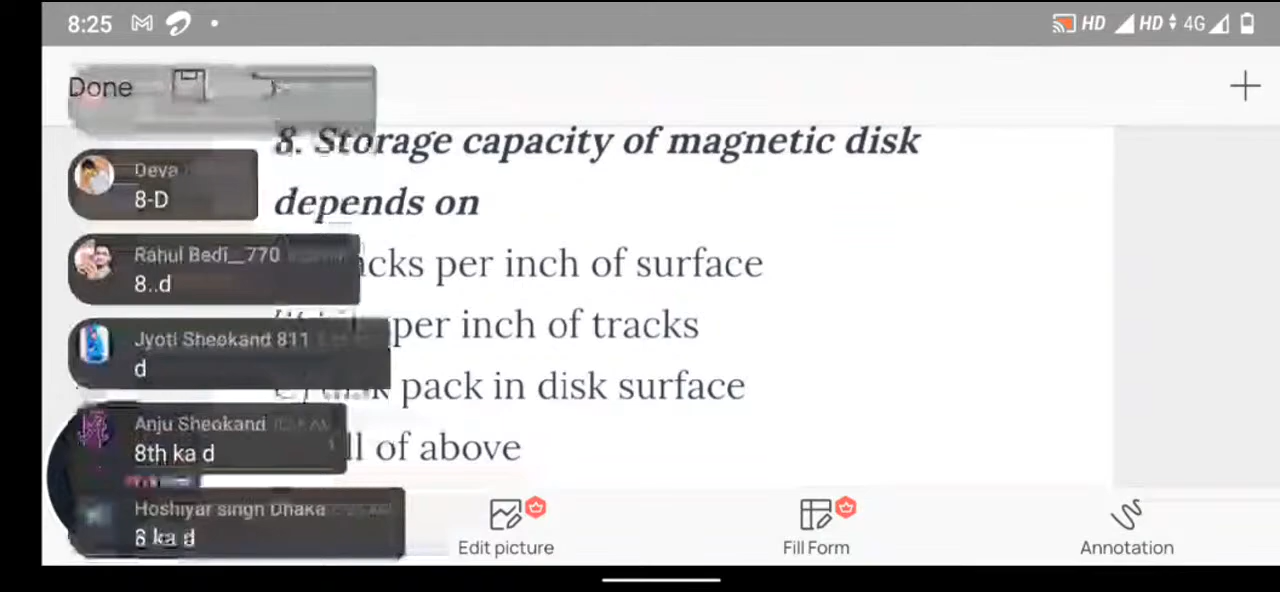 8:25
HD HD 4G
Done
8. Storage capacity of magnetic disk
depends on
acks per inch of surface
per inch of tracks
pack in disk surface
ll of above
Deva
8-D
Rahul Bedi__770
8..d
Jyoti Sheokand 811
d
Anju Sheokand
8th ka d
Hoshiyar singh Dhaka
8 ka d
Edit picture
Fill Form
Annotation